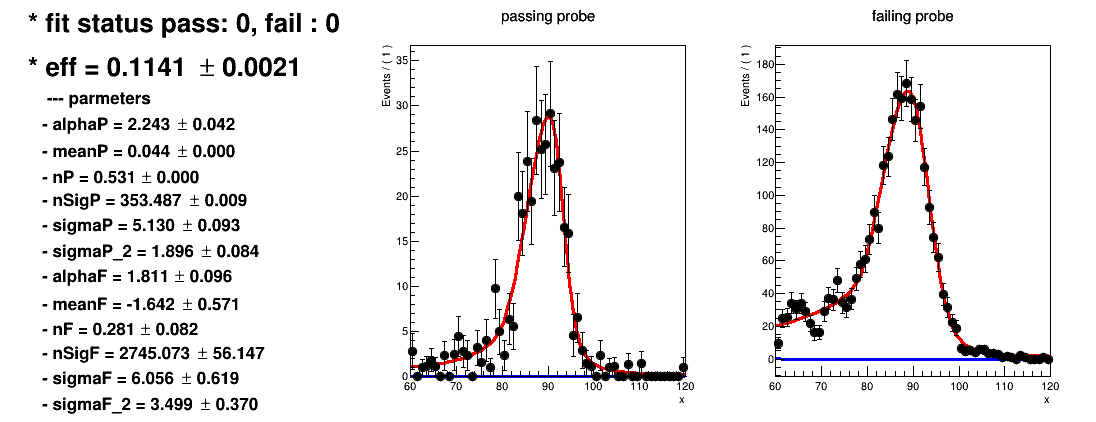 * fit status pass: 0, fail : 0
* eff = 0.1141 ± 0.0021
--- parmeters
- alphaP = 2.243 ± 0.042
- meanP = 0.044 ± 0.000
- nP = 0.531 ± 0.000
- nSigP = 353.487 ± 0.009
- sigmaP = 5.130 ± 0.093
- sigmaP_2 = 1.896 ± 0.084
- alphaF = 1.811 ± 0.096
- meanF = -1.642 ± 0.571
- nF = 0.281 ± 0.082
- nSigF = 2745.073 ± 56.147
- sigmaF = 6.056 ± 0.619
- sigmaF_2 = 3.499 ± 0.370
passing probe
Events / ( 1 )
35
30
25
20
15
10
5
0
60 70 80 90 100 110 120
x
failing probe
Events / ( 1 )
180
160
140
120
100
80
60
40
20
0
60 70 80 90 100 110 120
x